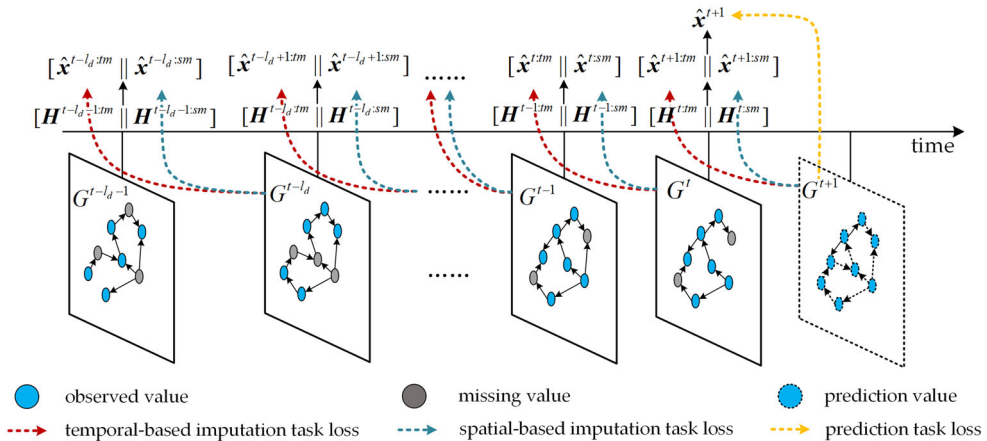 x̂^{t+1}
[x̂^{t-l_d:tm} || x̂^{t-l_d:sm}] [x̂^{t-l_d+1:tm} || x̂^{t-l_d+1:sm}] …… [x̂^{t:tm} || x̂^{t:sm}] [x̂^{t+1:tm} || x̂^{t+1:sm}]
[H^{t-l_d-1:tm} || H^{t-l_d-1:sm}] [H^{t-l_d:tm} || H^{t-l_d:sm}] [H^{t-1:tm} || H^{t-1:sm}] [H^{t:tm} || H^{t:sm}]
time
G^{t-l_d-1} G^{t-l_d} …… G^{t-1} G^{t} G^{t+1}
……
observed value missing value prediction value
temporal-based imputation task loss spatial-based imputation task loss prediction task loss